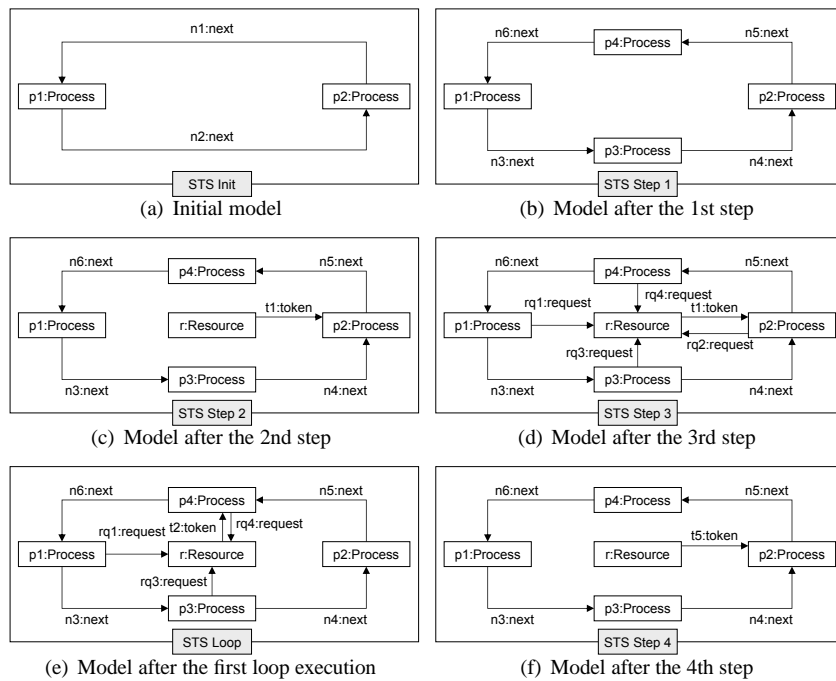 n1:next
p1:Process
p2:Process
n2:next
STS Init
(a) Initial model
n6:next
n5:next
p4:Process
p1:Process
p2:Process
p3:Process
n3:next
n4:next
STS Step 1
(b) Model after the 1st step
n6:next
n5:next
p4:Process
t1:token
p1:Process
r:Resource
p2:Process
p3:Process
n3:next
n4:next
STS Step 2
(c) Model after the 2nd step
n6:next
n5:next
p4:Process
rq1:request
rq4:request
t1:token
p1:Process
r:Resource
p2:Process
rq3:request
rq2:request
p3:Process
n3:next
n4:next
STS Step 3
(d) Model after the 3rd step
n6:next
n5:next
p4:Process
rq1:request
t2:token
rq4:request
p1:Process
r:Resource
p2:Process
rq3:request
p3:Process
n3:next
n4:next
STS Loop
(e) Model after the first loop execution
n6:next
n5:next
p4:Process
t5:token
p1:Process
r:Resource
p2:Process
p3:Process
n3:next
n4:next
STS Step 4
(f) Model after the 4th step